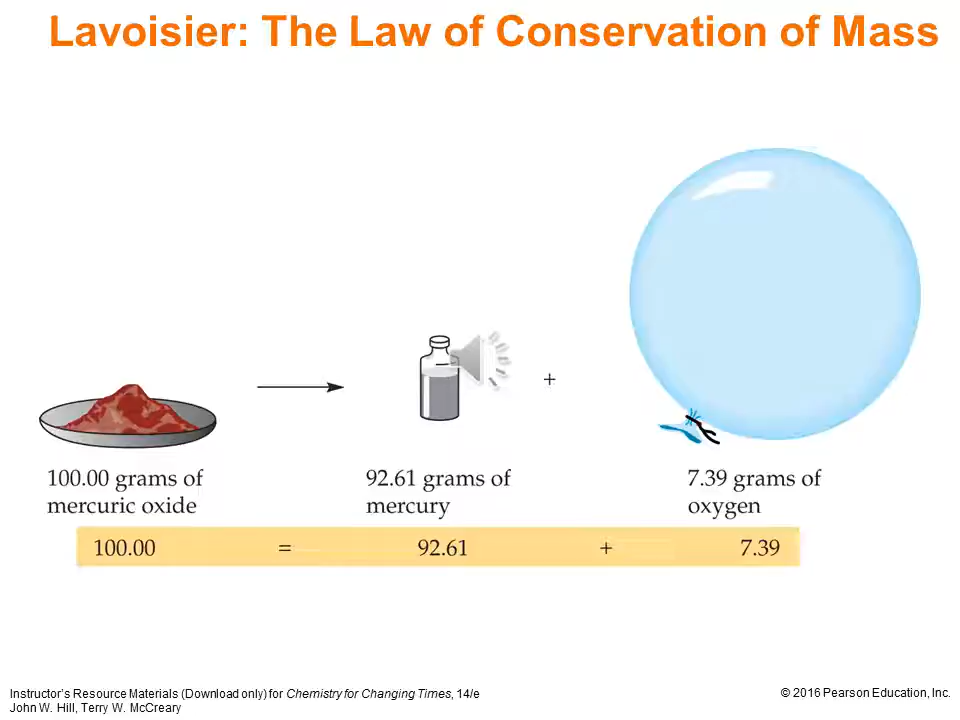 Lavoisier: The Law of Conservation of Mass
+
100.00 grams of
mercuric oxide
92.61 grams of
mercury
7.39 grams of
oxygen
100.00 = 92.61 + 7.39
Instructor's Resource Materials (Download only) for Chemistry for Changing Times, 14/e
John W. Hill, Terry W. McCreary
© 2016 Pearson Education, Inc.